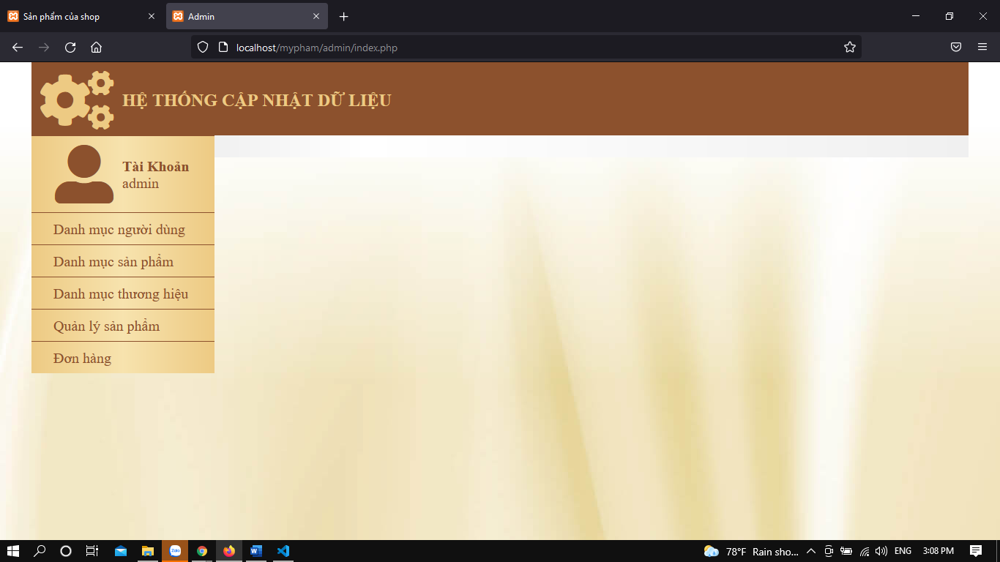 Sản phẩm của shop
Admin
localhost/mypham/admin/index.php
HỆ THỐNG CẬP NHẬT DỮ LIỆU
Tài Khoản
admin
Danh mục người dùng
Danh mục sản phẩm
Danh mục thương hiệu
Quản lý sản phẩm
Đơn hàng
Zalo
78°F Rain sho... ENG 3:08 PM